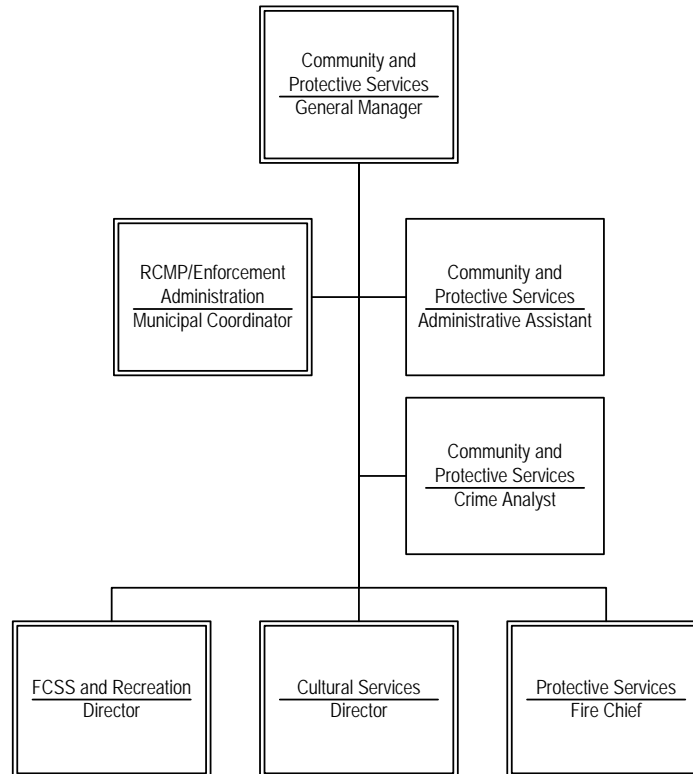 Community and
Protective Services
General Manager
RCMP/Enforcement
Administration
Municipal Coordinator
Community and
Protective Services
Administrative Assistant
Community and
Protective Services
Crime Analyst
FCSS and Recreation
Director
Cultural Services
Director
Protective Services
Fire Chief